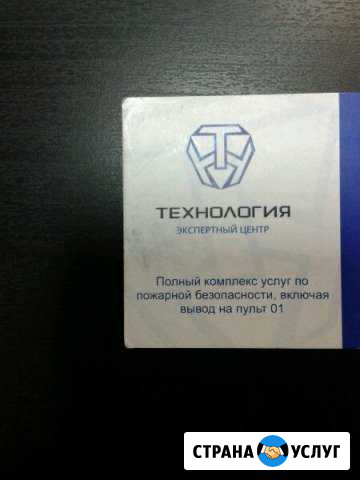 ТЕХНОЛОГИЯ
ЭКСПЕРТНЫЙ ЦЕНТР
Полный комплекс услуг по
пожарной безопасности, включая
вывод на пульт 01
СТРАНА УСЛУГ